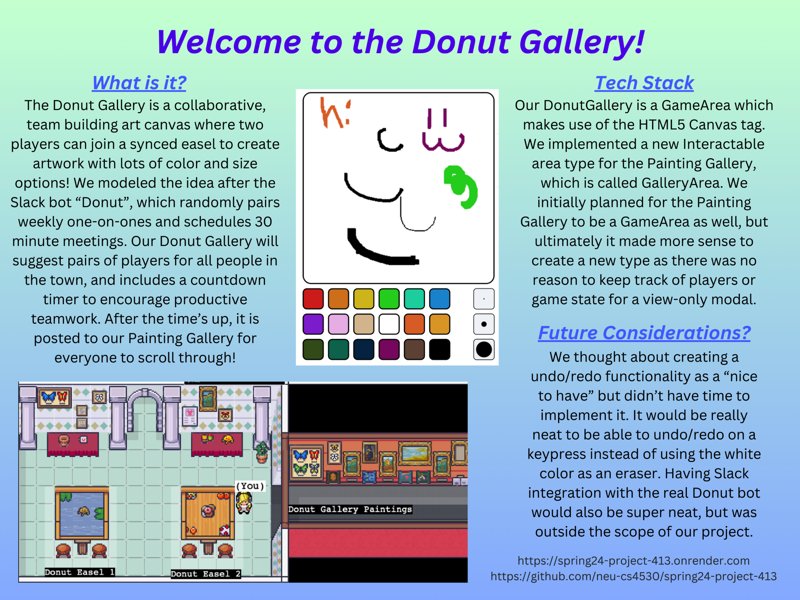 Welcome to the Donut Gallery!
What is it?
The Donut Gallery is a collaborative,
team building art canvas where two
players can join a synced easel to create
artwork with lots of color and size
options! We modeled the idea after the
Slack bot “Donut”, which randomly pairs
weekly one-on-ones and schedules 30
minute meetings. Our Donut Gallery will
suggest pairs of players for all people in
the town, and includes a countdown
timer to encourage productive
teamwork. After the time’s up, it is
posted to our Painting Gallery for
everyone to scroll through!
hi
Tech Stack
Our DonutGallery is a GameArea which
makes use of the HTML5 Canvas tag.
We implemented a new Interactable
area type for the Painting Gallery,
which is called GalleryArea. We
initially planned for the Painting
Gallery to be a GameArea as well, but
ultimately it made more sense to
create a new type as there was no
reason to keep track of players or
game state for a view-only modal.
Future Considerations?
We thought about creating a
undo/redo functionality as a “nice
to have” but didn’t have time to
implement it. It would be really
neat to be able to undo/redo on a
keypress instead of using the white
color as an eraser. Having Slack
integration with the real Donut bot
would also be super neat, but was
outside the scope of our project.
(You)
Donut Gallery Paintings
Donut Easel 1
Donut Easel 2
https://spring24-project-413.onrender.com
https://github.com/neu-cs4530/spring24-project-413